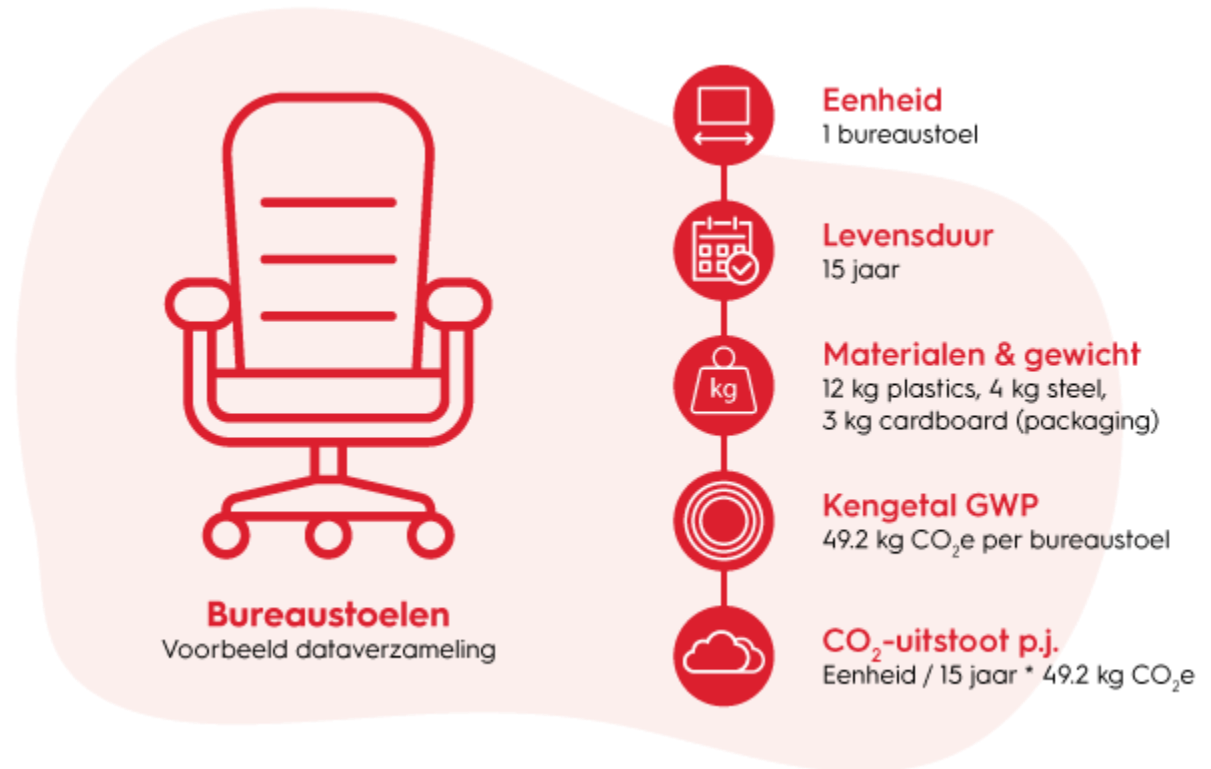 Eenheid
1 bureaustoel
Levensduur
15 jaar
Materialen & gewicht
12 kg plastics, 4 kg steel,
3 kg cardboard (packaging)
kg
Kengetal GWP
49.2 kg CO₂e per bureaustoel
CO₂-uitstoot p.j.
Eenheid / 15 jaar * 49.2 kg CO₂e
Bureaustoelen
Voorbeeld dataverzameling